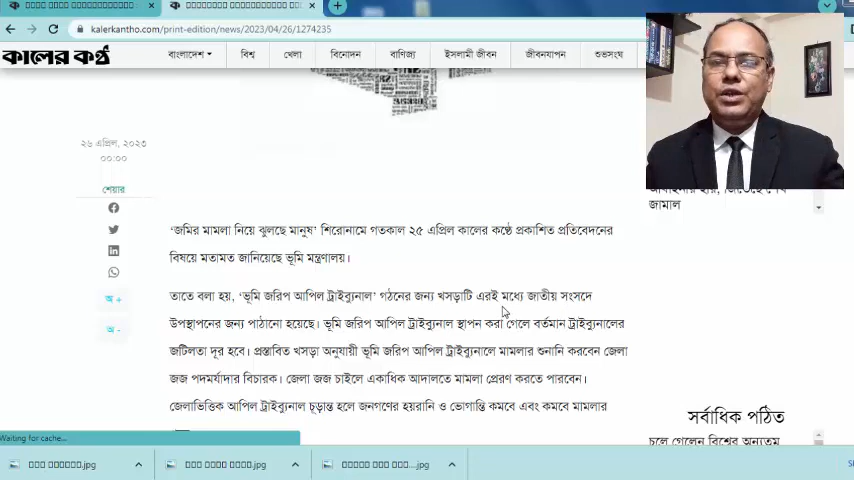 kalerkantho.com/print-edition/news/2023/04/26/1274235
কালের কণ্ঠ
বাংলাদেশ
বিশ্ব
খেলা
বিনোদন
বাণিজ্য
ইসলামী জীবন
জীবনযাপন
শুভসংঘ
২৬ এপ্রিল, ২০২৩
০০:০০
শেয়ার
অ +
অ -
‘জমির মামলা নিয়ে ঝুলছে মানুষ’ শিরোনামে গতকাল ২৫ এপ্রিল কালের কণ্ঠে প্রকাশিত প্রতিবেদনের
বিষয়ে মতামত জানিয়েছে ভূমি মন্ত্রণালয়।
তাতে বলা হয়, ‘ভূমি জরিপ আপিল ট্রাইব্যুনাল’ গঠনের জন্য খসড়াটি এরই মধ্যে জাতীয় সংসদে
উপস্থাপনের জন্য পাঠানো হয়েছে। ভূমি জরিপ আপিল ট্রাইব্যুনাল স্থাপন করা গেলে বর্তমান ট্রাইব্যুনালের
জটিলতা দূর হবে। প্রস্তাবিত খসড়া অনুযায়ী ভূমি জরিপ আপিল ট্রাইব্যুনালে মামলার শুনানি করবেন জেলা
জজ পদমর্যাদার বিচারক। জেলা জজ চাইলে একাধিক আদালতে মামলা প্রেরণ করতে পারবেন।
জেলাভিত্তিক আপিল ট্রাইব্যুনাল চূড়ান্ত হলে জনগণের হয়রানি ও ভোগান্তি কমবে এবং কমবে মামলার
জামাল
সর্বাধিক পঠিত
চলে গেলেন বিশ্বের অন্যতম
Waiting for cache...
.jpg
.jpg
...jpg